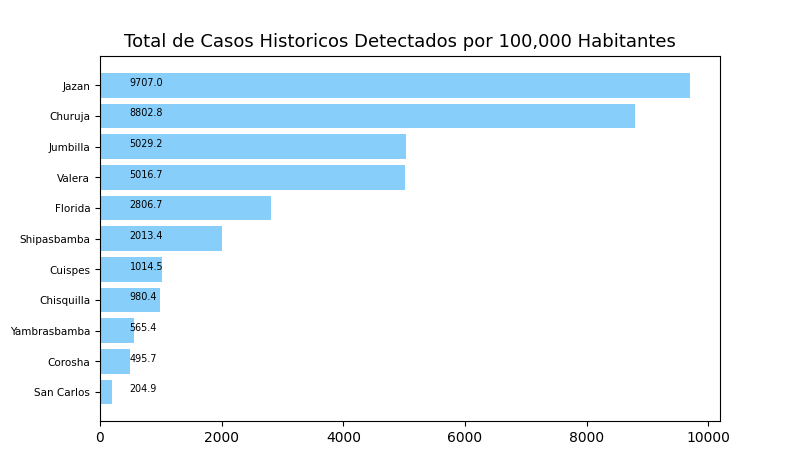 Total de Casos Historicos Detectados por 100,000 Habitantes
Jazan 9707.0
Churuja 8802.8
Jumbilla 5029.2
Valera 5016.7
Florida 2806.7
Shipasbamba 2013.4
Cuispes 1014.5
Chisquilla 980.4
Yambrasbamba 565.4
Corosha 495.7
San Carlos 204.9
0 2000 4000 6000 8000 10000